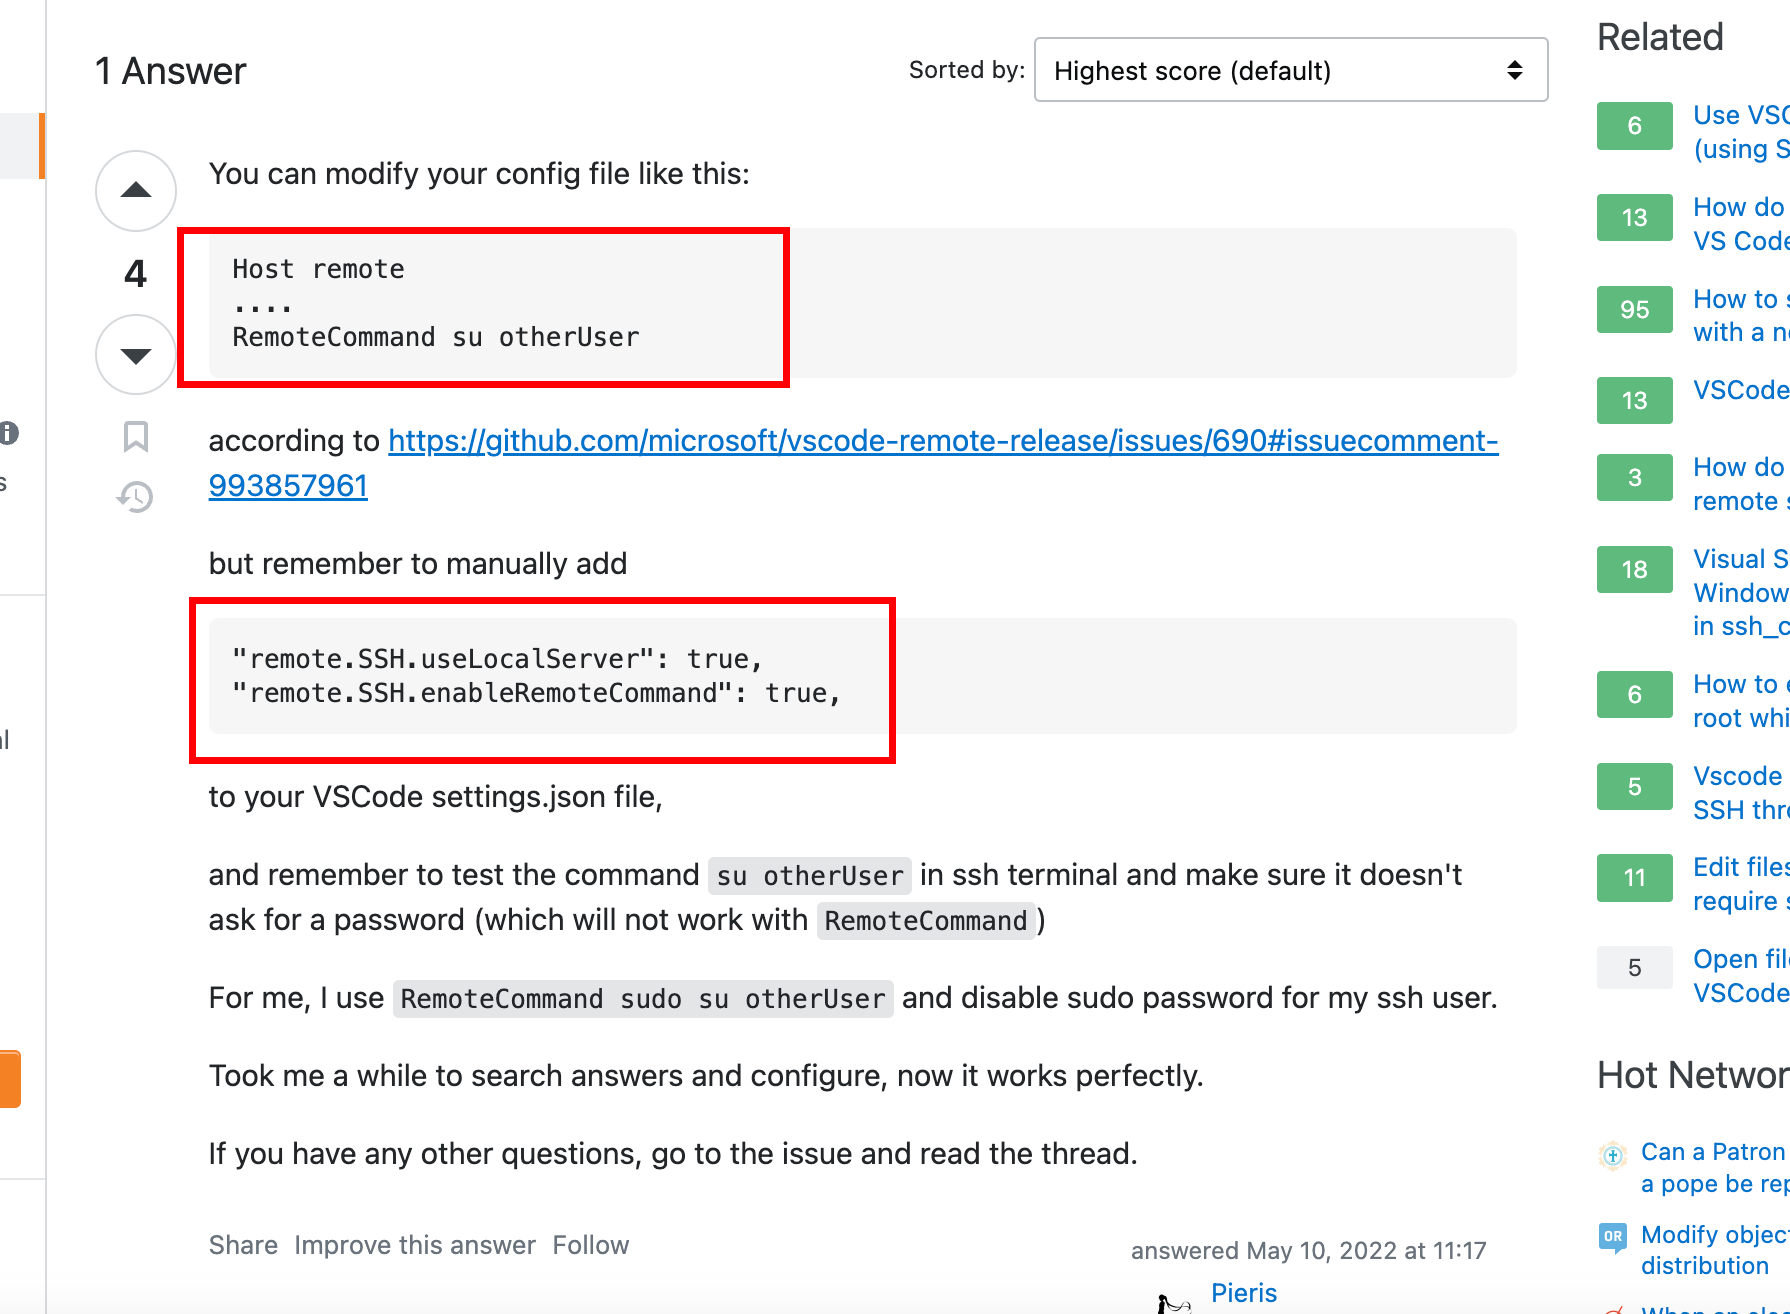 1 Answer
Sorted by:
Highest score (default)
You can modify your config file like this:
4
Host remote
....
RemoteCommand su otherUser
according to https://github.com/microsoft/vscode-remote-release/issues/690#issuecomment-
993857961
but remember to manually add
"remote.SSH.useLocalServer": true,
"remote.SSH.enableRemoteCommand": true,
to your VSCode settings.json file,
and remember to test the command su otherUser in ssh terminal and make sure it doesn't
ask for a password (which will not work with RemoteCommand)
For me, I use RemoteCommand sudo su otherUser and disable sudo password for my ssh user.
Took me a while to search answers and configure, now it works perfectly.
If you have any other questions, go to the issue and read the thread.
Share Improve this answer Follow
answered May 10, 2022 at 11:17
Pieris
Related
6
Use VSC
(using S
13
How do
VS Code
95
How to s
with a n
13
VSCode
3
How do
remote s
18
Visual S
Window
in ssh_c
6
How to e
root whi
5
Vscode
SSH thr
11
Edit files
require s
5
Open fil
VSCode
Hot Networ
Can a Patron
a pope be rep
OR
Modify objec
distribution